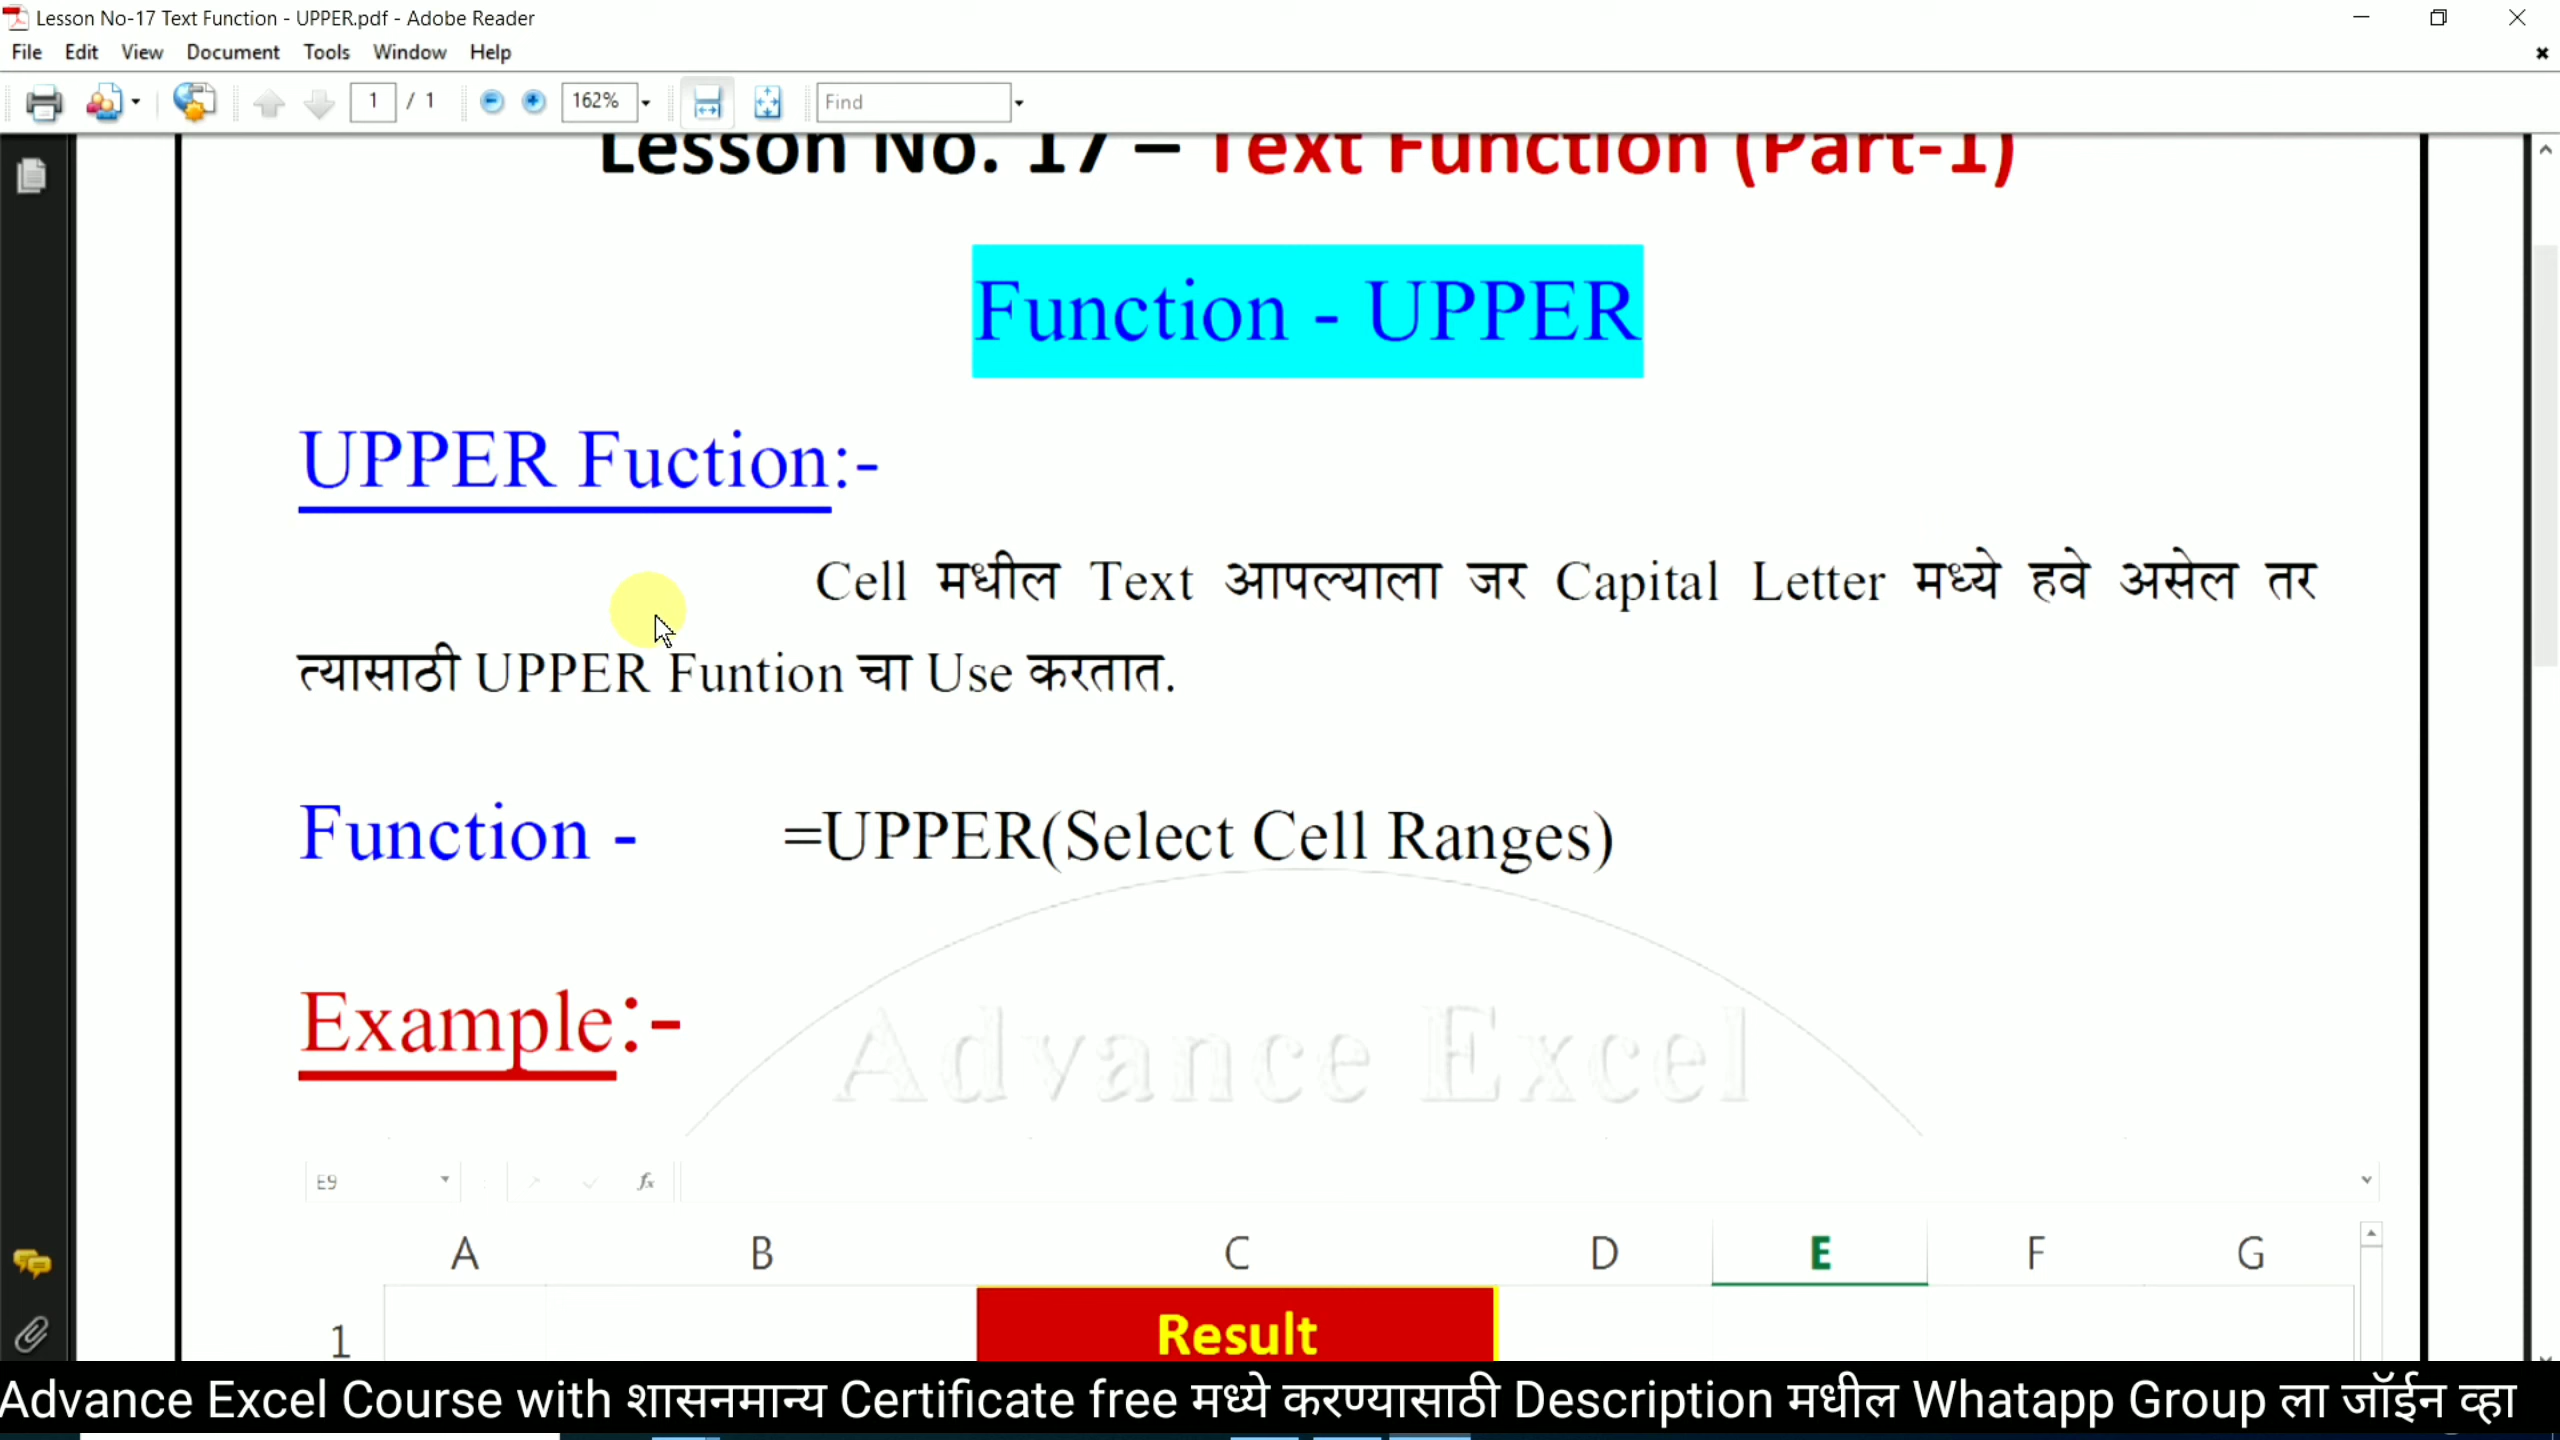 Lesson No-17 Text Function - UPPER.pdf - Adobe Reader
File Edit View Document Tools Window Help
1 / 1 162% Find
Lesson No. 17 – Text Function (Part-1)
Function - UPPER
UPPER Fuction:-
Cell मधील Text आपल्याला जर Capital Letter मध्ये हवे असेल तर
त्यासाठी UPPER Funtion चा Use करतात.
Function - =UPPER(Select Cell Ranges)
Example:-
Advance Excel
E9 fx
A B C D E F G
1 Result
Advance Excel Course with शासनमान्य Certificate free मध्ये करण्यासाठी Description मधील Whatapp Group ला जॉईन व्हा